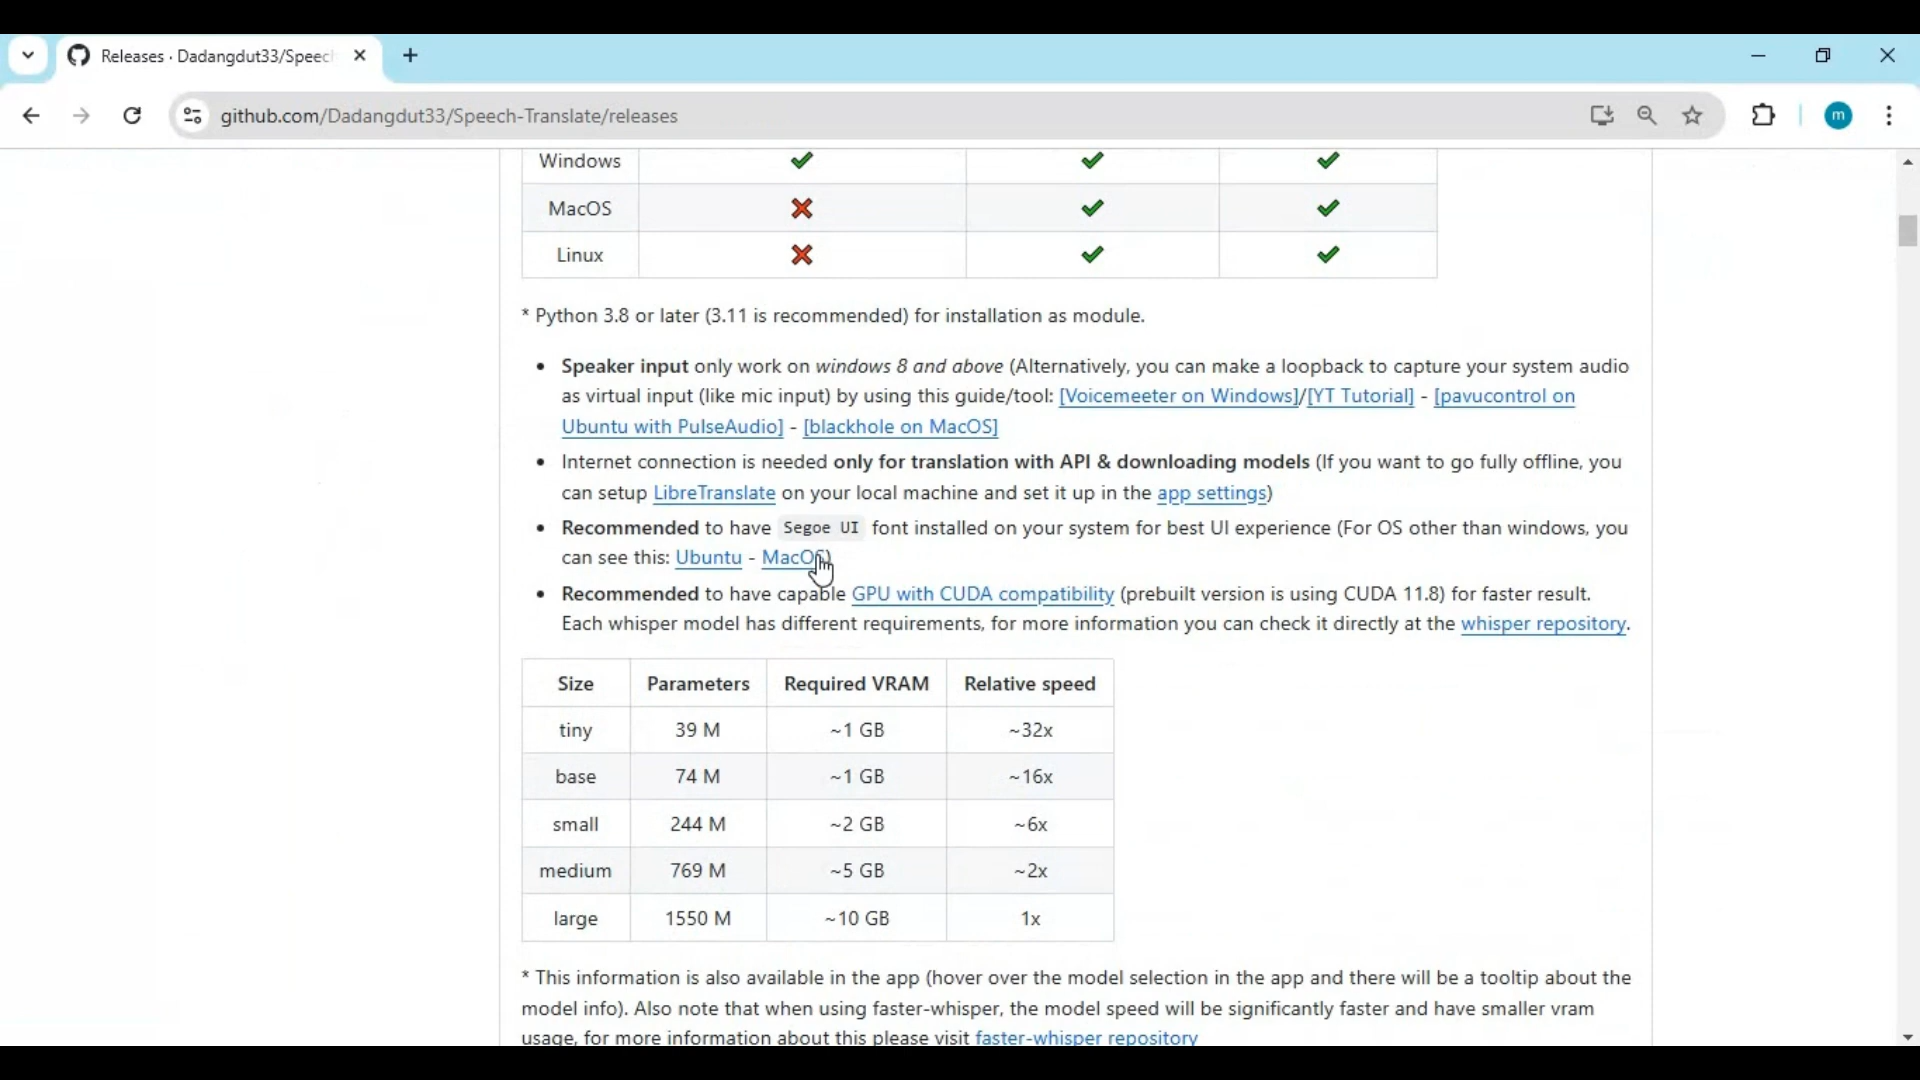 Releases · Dadangdut33/Speech
github.com/Dadangdut33/Speech-Translate/releases
m
Windows ✔ ✔ ✔
MacOS ❌ ✔ ✔
Linux ❌ ✔ ✔
* Python 3.8 or later (3.11 is recommended) for installation as module.
• Speaker input only work on windows 8 and above (Alternatively, you can make a loopback to capture your system audio
as virtual input (like mic input) by using this guide/tool: [Voicemeeter on Windows]/[YT Tutorial] - [pavucontrol on
Ubuntu with PulseAudio] - [blackhole on MacOS]
• Internet connection is needed only for translation with API & downloading models (If you want to go fully offline, you
can setup LibreTranslate on your local machine and set it up in the app settings)
• Recommended to have Segoe UI font installed on your system for best UI experience (For OS other than windows, you
can see this: Ubuntu - MacOS)
• Recommended to have capable GPU with CUDA compatibility (prebuilt version is using CUDA 11.8) for faster result.
Each whisper model has different requirements, for more information you can check it directly at the whisper repository.
Size Parameters Required VRAM Relative speed
tiny 39 M ~1 GB ~32x
base 74 M ~1 GB ~16x
small 244 M ~2 GB ~6x
medium 769 M ~5 GB ~2x
large 1550 M ~10 GB 1x
* This information is also available in the app (hover over the model selection in the app and there will be a tooltip about the
model info). Also note that when using faster-whisper, the model speed will be significantly faster and have smaller vram
usage, for more information about this please visit faster-whisper repository